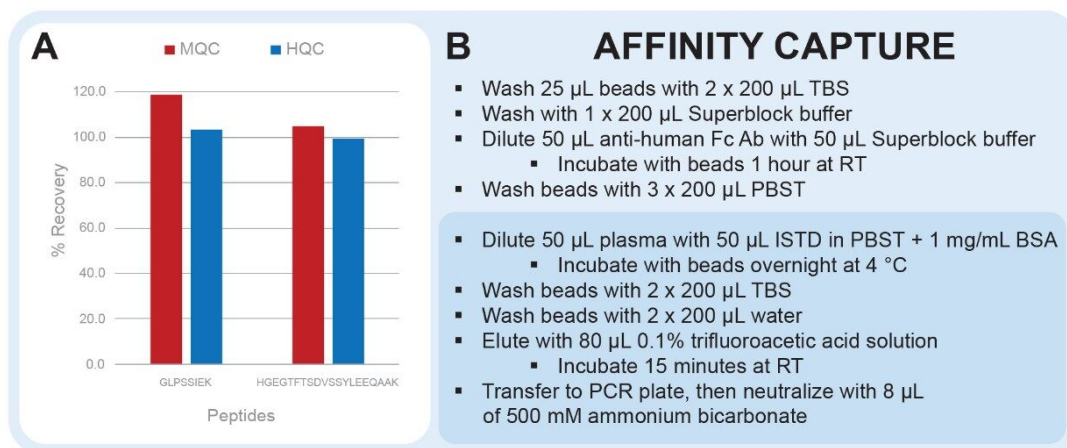 A
MQC HQC
120.0
100.0
80.0
60.0
40.0
20.0
0.0
% Recovery
GLPSSIEK HGEGTFTSDVSSYLEEQAAK
Peptides
B AFFINITY CAPTURE
▪ Wash 25 µL beads with 2 x 200 µL TBS
▪ Wash with 1 x 200 µL Superblock buffer
▪ Dilute 50 µL anti-human Fc Ab with 50 µL Superblock buffer
▪ Incubate with beads 1 hour at RT
▪ Wash beads with 3 x 200 µL PBST
▪ Dilute 50 µL plasma with 50 µL ISTD in PBST + 1 mg/mL BSA
▪ Incubate with beads overnight at 4 °C
▪ Wash beads with 2 x 200 µL TBS
▪ Wash beads with 2 x 200 µL water
▪ Elute with 80 µL 0.1% trifluoroacetic acid solution
▪ Incubate 15 minutes at RT
▪ Transfer to PCR plate, then neutralize with 8 µL
of 500 mM ammonium bicarbonate